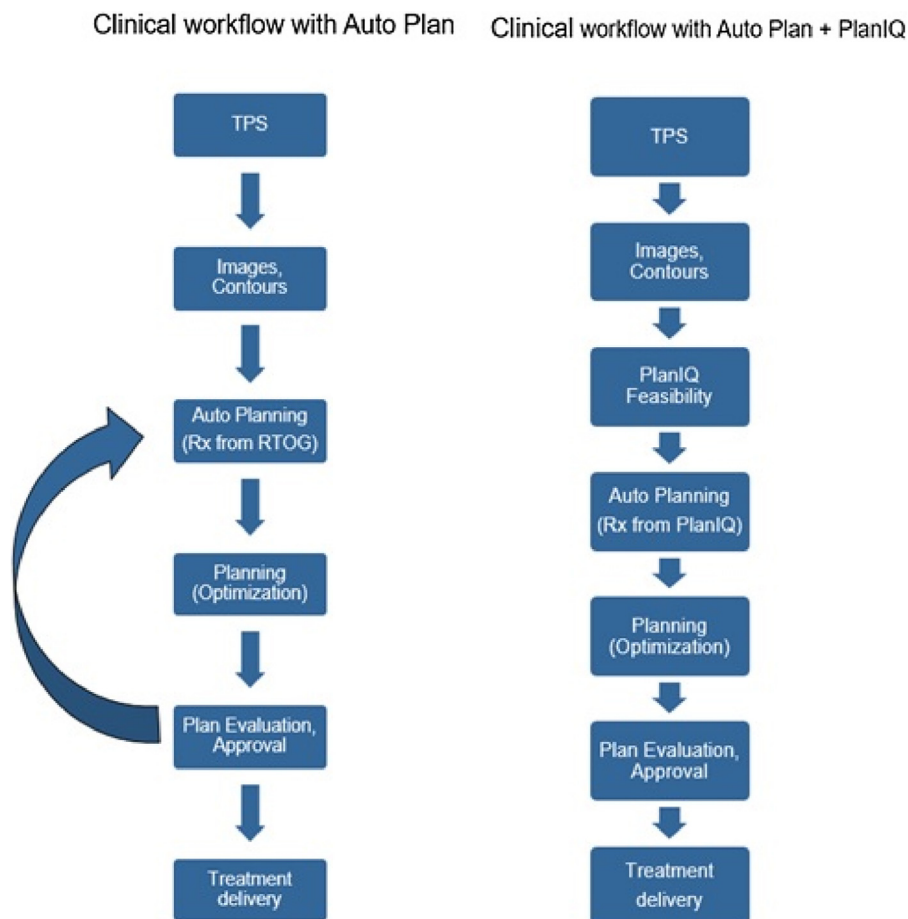 Clinical workflow with Auto Plan
TPS
Images,
Contours
Auto Planning
(Rx from RTOG)
Planning
(Optimization)
Plan Evaluation,
Approval
Treatment
delivery
Clinical workflow with Auto Plan + PlanIQ
TPS
Images,
Contours
PlanIQ
Feasibility
Auto Planning
(Rx from PlanIQ)
Planning
(Optimization)
Plan Evaluation,
Approval
Treatment
delivery